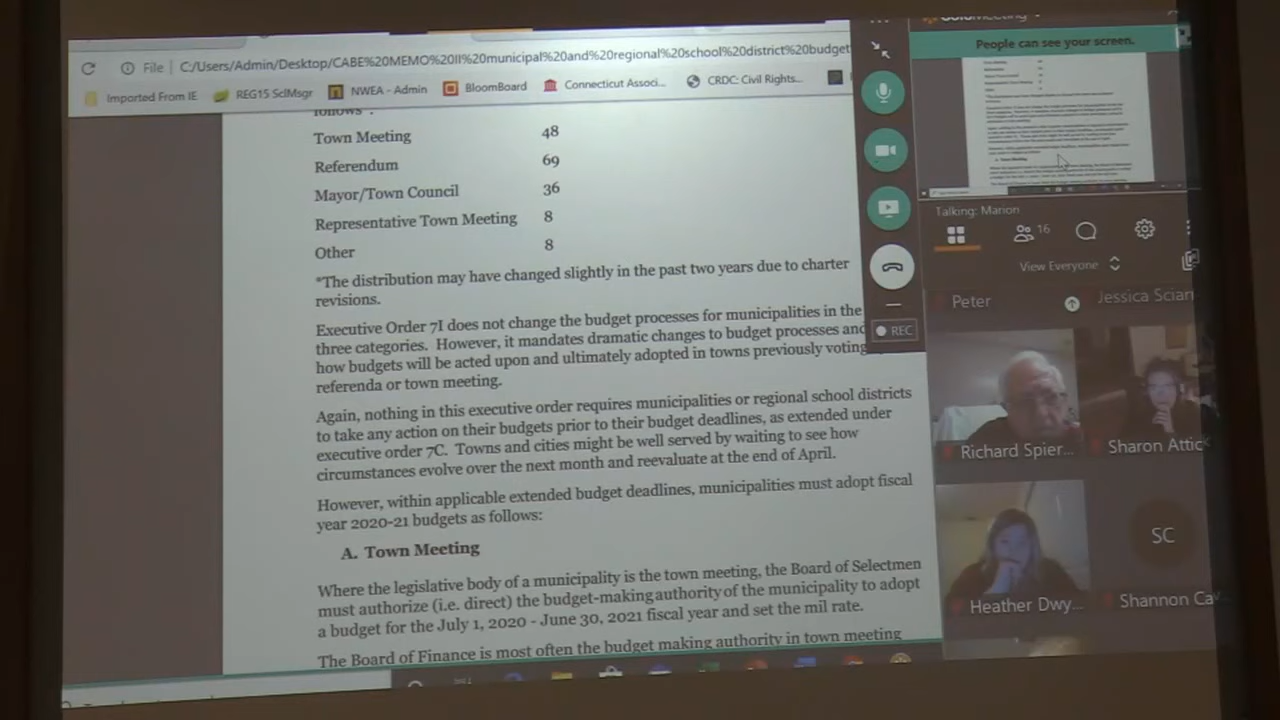 People can see your screen.
File | C:/Users/Admin/Desktop/CABE%20MEMO%20II%20municipal%20and%20regional%20school%20district%20budget
Imported From IE
REG15 SclMsgr
NWEA - Admin
BloomBoard
Connecticut Associ...
CRDC: Civil Rights...
follows :
Town Meeting 48
Referendum 69
Mayor/Town Council 36
Representative Town Meeting 8
Other 8
*The distribution may have changed slightly in the past two years due to charter
revisions.
Executive Order 7I does not change the budget processes for municipalities in the
three categories. However, it mandates dramatic changes to budget processes and
how budgets will be acted upon and ultimately adopted in towns previously voting
referenda or town meeting.
Again, nothing in this executive order requires municipalities or regional school districts
to take any action on their budgets prior to their budget deadlines, as extended under
executive order 7C. Towns and cities might be well served by waiting to see how
circumstances evolve over the next month and reevaluate at the end of April.
However, within applicable extended budget deadlines, municipalities must adopt fiscal
year 2020-21 budgets as follows:
A. Town Meeting
Where the legislative body of a municipality is the town meeting, the Board of Selectmen
must authorize (i.e. direct) the budget-making authority of the municipality to adopt
a budget for the July 1, 2020 - June 30, 2021 fiscal year and set the mil rate.
The Board of Finance is most often the budget making authority in town meeting
REC
Talking: Marion
16
View Everyone
Peter
Jessica Scian
Richard Spier...
Sharon Attic
SC
Heather Dwy...
Shannon Ca